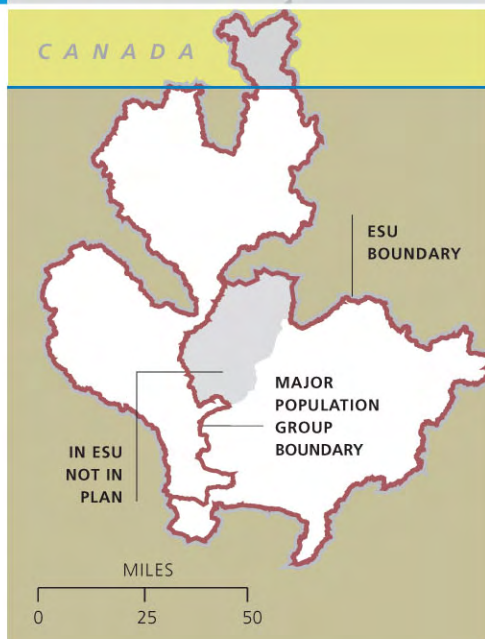 CANADA
ESU
BOUNDARY
MAJOR
POPULATION
GROUP
BOUNDARY
IN ESU
NOT IN
PLAN
MILES
0 25 50